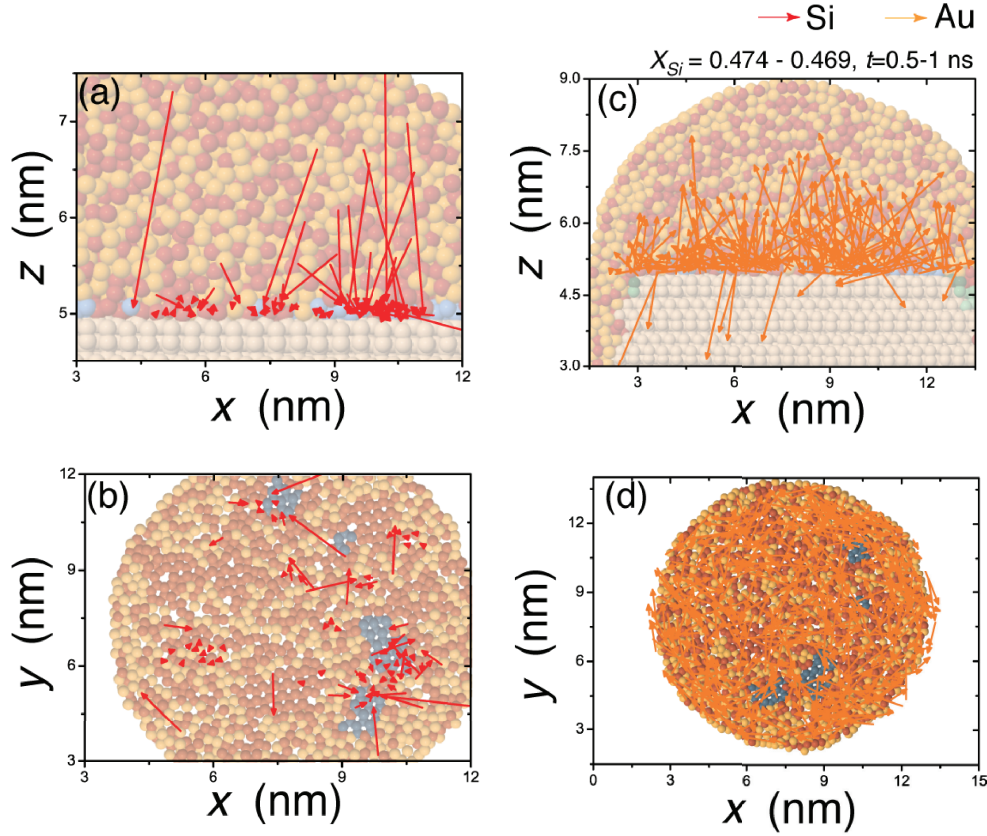 Si Au
X_Si = 0.474 - 0.469, t=0.5-1 ns
(a)
7
6
5
z (nm)
3 6 9 12
x (nm)
(c)
9.0
7.5
6.0
4.5
3.0
z (nm)
3 6 9 12
x (nm)
(b)
12
9
6
3
y (nm)
3 6 9 12
x (nm)
(d)
12
9
6
3
y (nm)
0 3 6 9 12 15
x (nm)